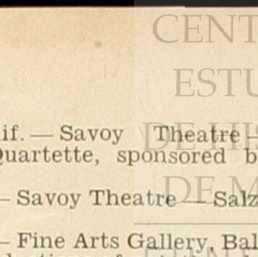 CENT
ESTU
DE HIS
DE M
if. — Savoy Theatre —
Quartette, sponsored b
— Savoy Theatre — Salz
— Fine Arts Gallery, Bal